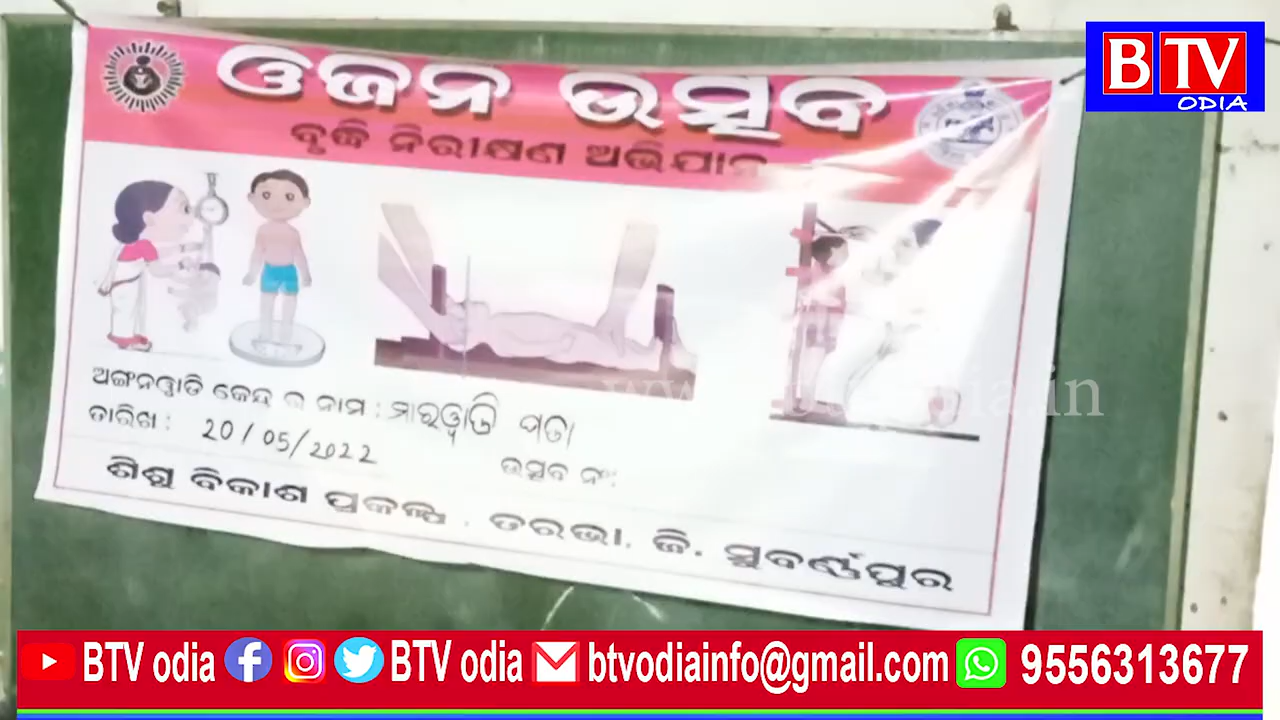 BTV
ODIA
ଓଜନ ଉତ୍ସବ
ବୃଦ୍ଧି ନିରୀକ୍ଷଣ ଅଭିଯାନ
ଅଙ୍ଗନୱାଡି କେନ୍ଦ୍ର ର ନାମ : ମାରୱାଡି ପଡା
ତାରିଖ : 20/05/2022
ଉତ୍ସବ ନଂ:
ଶିଶୁ ବିକାଶ ପ୍ରକଳ୍ପ, ତରଭା, ଜି. ସୁବର୍ଣ୍ଣପୁର
BTV odia BTV odia btvodiainfo@gmail.com 9556313677